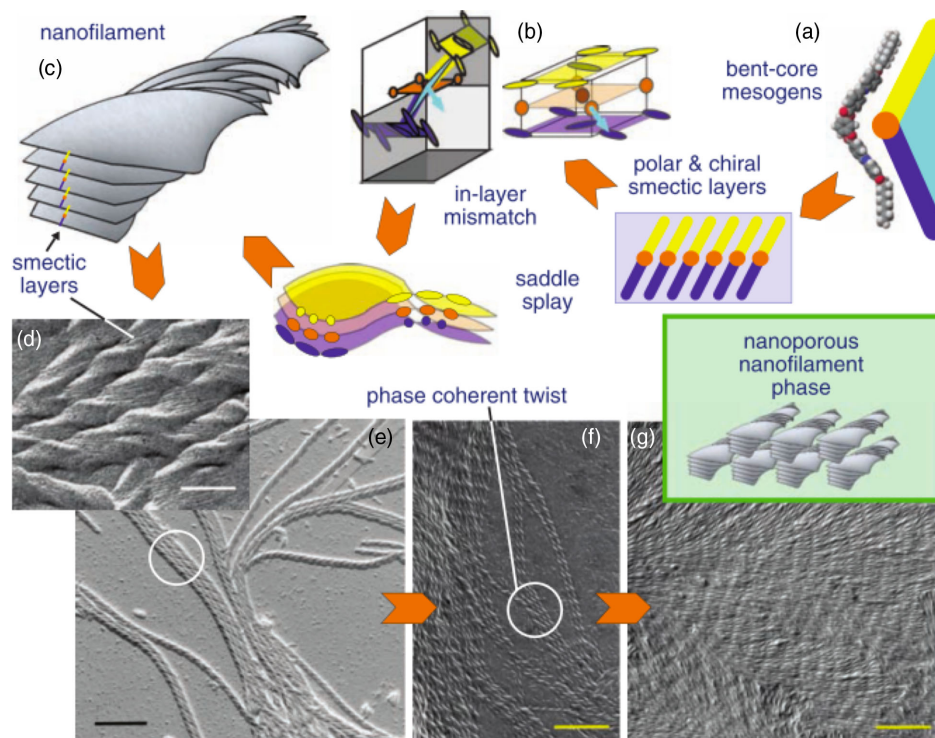 nanofilament
(c)
(b)
(a)
bent-core
mesogens
polar & chiral
smectic layers
in-layer
mismatch
smectic
layers
saddle
splay
(d)
nanoporous
nanofilament
phase
phase coherent twist
(e)
(f)
(g)